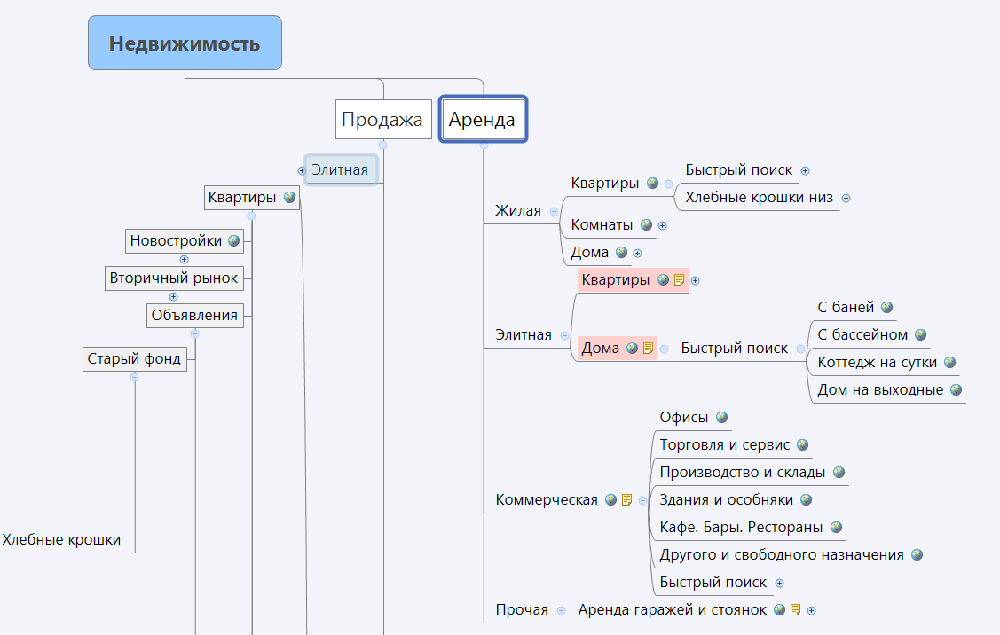 Недвижимость
Продажа
Аренда
Элитная
Квартиры
Новостройки
Вторичный рынок
Объявления
Старый фонд
Хлебные крошки
Жилая
Квартиры
Быстрый поиск
Хлебные крошки низ
Комнаты
Дома
Элитная
Квартиры
Дома
Быстрый поиск
С баней
С бассейном
Коттедж на сутки
Дом на выходные
Коммерческая
Офисы
Торговля и сервис
Производство и склады
Здания и особняки
Кафе. Бары. Рестораны
Другого и свободного назначения
Быстрый поиск
Прочая
Аренда гаражей и стоянок